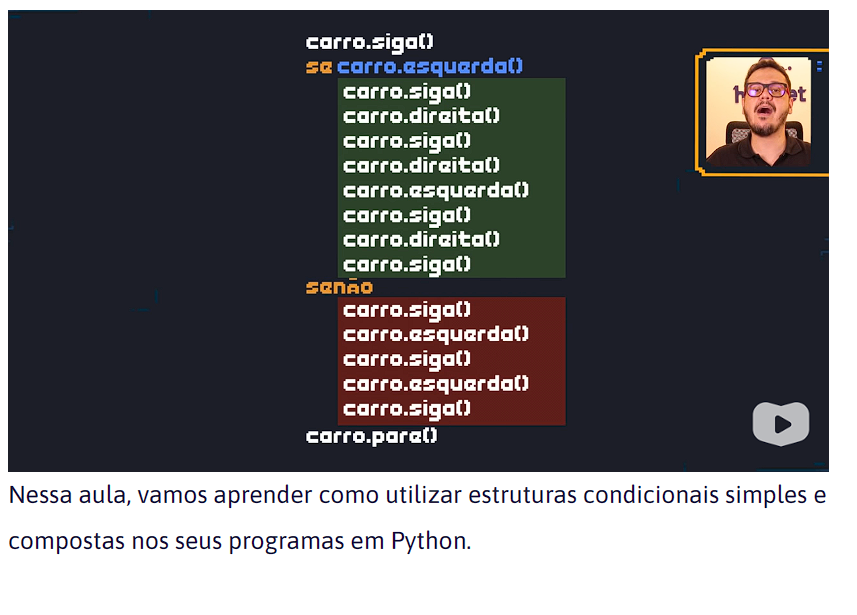 carro.siga()
se carro.esquerda()
carro.siga()
carro.direita()
carro.siga()
carro.direita()
carro.esquerda()
carro.siga()
carro.direita()
carro.siga()
senão
carro.siga()
carro.esquerda()
carro.siga()
carro.esquerda()
carro.siga()
carro.pare()
Nessa aula, vamos aprender como utilizar estruturas condicionais simples e
compostas nos seus programas em Python.